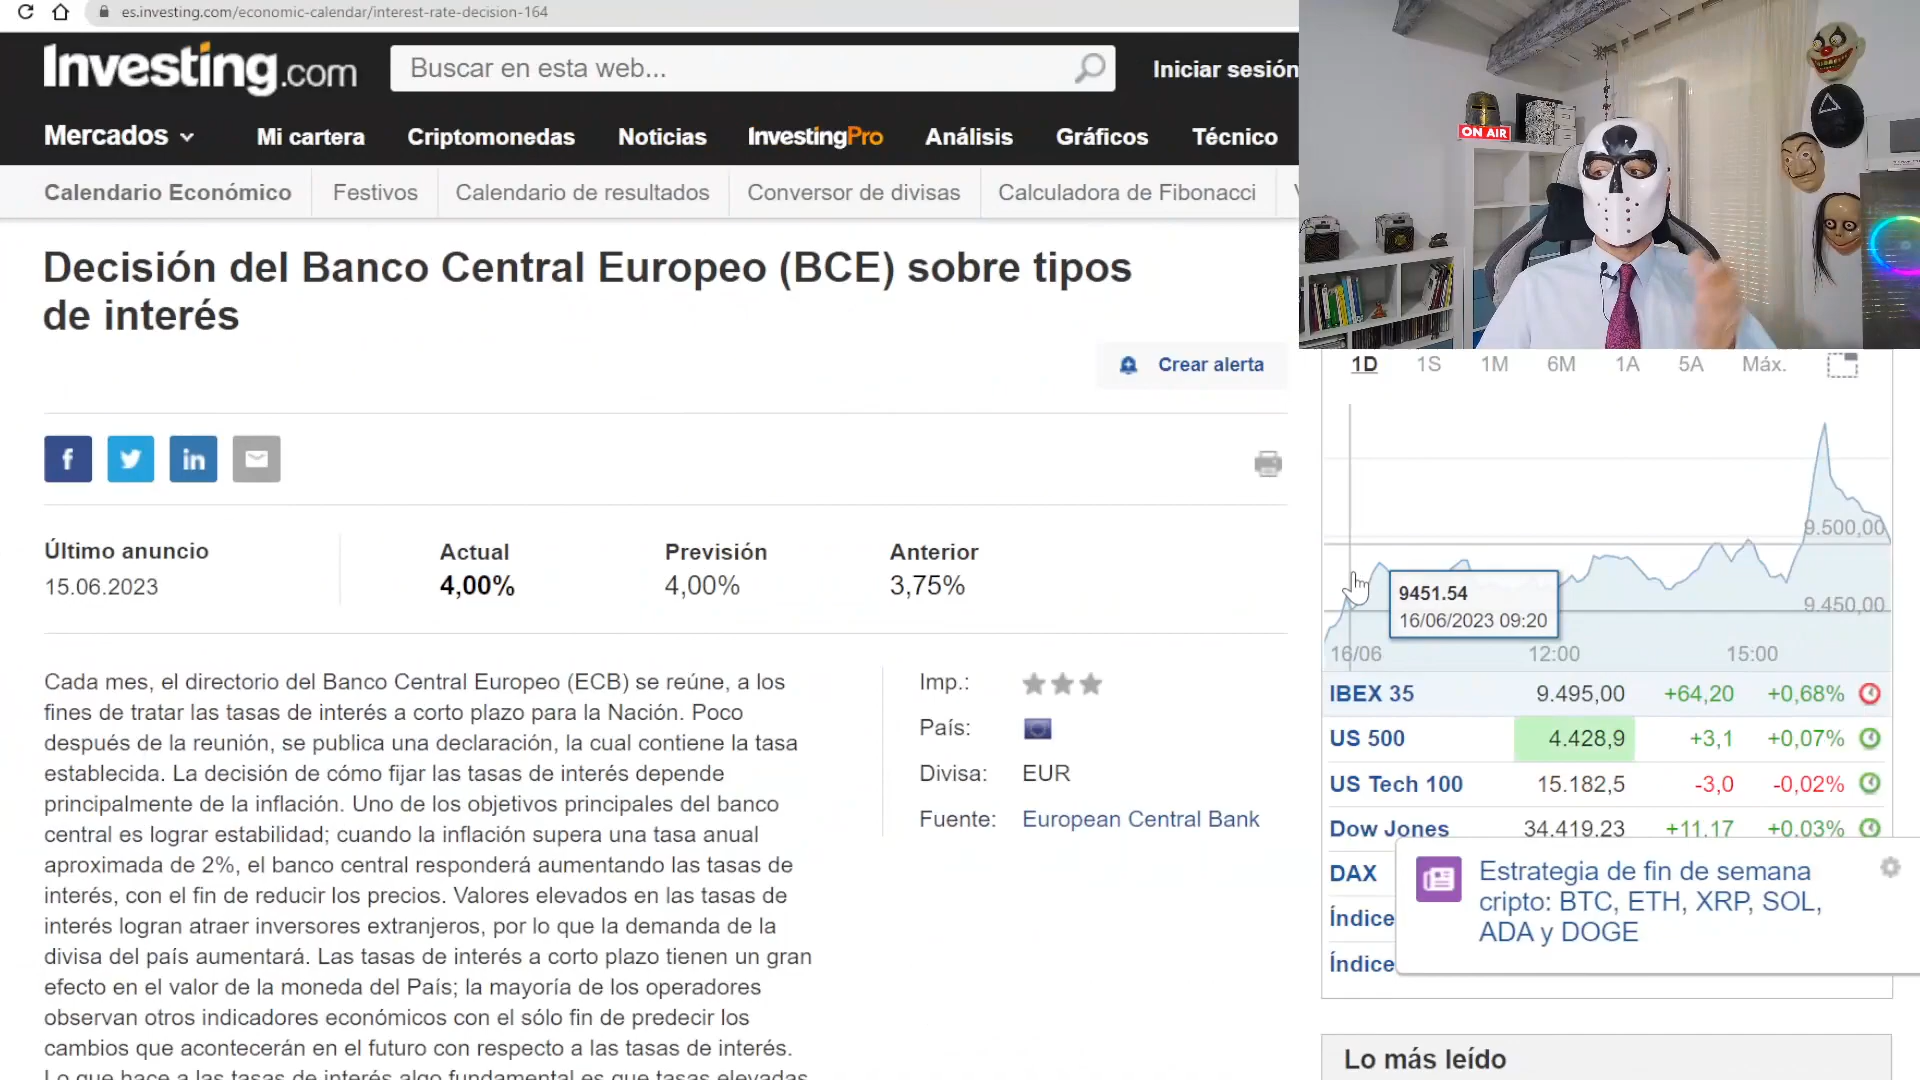 es.investing.com/economic-calendar/interest-rate-decision-164
Investing.com
Buscar en esta web...
Iniciar sesión
Mercados
Mi cartera
Criptomonedas
Noticias
InvestingPro
Análisis
Gráficos
Técnico
Calendario Económico
Festivos
Calendario de resultados
Conversor de divisas
Calculadora de Fibonacci
ON AIR
Decisión del Banco Central Europeo (BCE) sobre tipos
de interés
Crear alerta
Último anuncio
15.06.2023
Actual
4,00%
Previsión
4,00%
Anterior
3,75%
Cada mes, el directorio del Banco Central Europeo (ECB) se reúne, a los
fines de tratar las tasas de interés a corto plazo para la Nación. Poco
después de la reunión, se publica una declaración, la cual contiene la tasa
establecida. La decisión de cómo fijar las tasas de interés depende
principalmente de la inflación. Uno de los objetivos principales del banco
central es lograr estabilidad; cuando la inflación supera una tasa anual
aproximada de 2%, el banco central responderá aumentando las tasas de
interés, con el fin de reducir los precios. Valores elevados en las tasas de
interés logran atraer inversores extranjeros, por lo que la demanda de la
divisa del país aumentará. Las tasas de interés a corto plazo tienen un gran
efecto en el valor de la moneda del País; la mayoría de los operadores
observan otros indicadores económicos con el sólo fin de predecir los
cambios que acontecerán en el futuro con respecto a las tasas de interés.
Lo que hace a las tasas de interés algo fundamental es que tasas elevadas
Imp.:
País:
Divisa: EUR
Fuente: European Central Bank
1D 1S 1M 6M 1A 5A Máx.
9.500,00
9.450,00
9451.54
16/06/2023 09:20
16/06 12:00 15:00
IBEX 35 9.495,00 +64,20 +0,68%
US 500 4.428,9 +3,1 +0,07%
US Tech 100 15.182,5 -3,0 -0,02%
Dow Jones 34.419,23 +11,17 +0,03%
DAX
Índice
Índice
Estrategia de fin de semana
cripto: BTC, ETH, XRP, SOL,
ADA y DOGE
Lo más leído